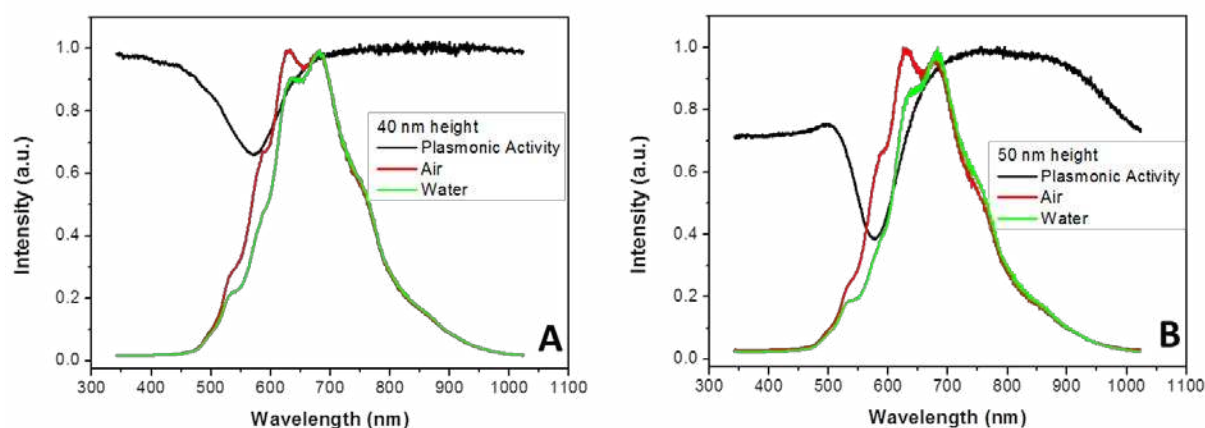 1.0
0.8
0.6
0.4
0.2
0.0
Intensity (a.u.)
40 nm height
Plasmonic Activity
Air
Water
A
300 400 500 600 700 800 900 1000 1100
Wavelength (nm)
1.0
0.8
0.6
0.4
0.2
0.0
Intensity (a.u.)
50 nm height
Plasmonic Activity
Air
Water
B
300 400 500 600 700 800 900 1000 1100
Wavelength (nm)